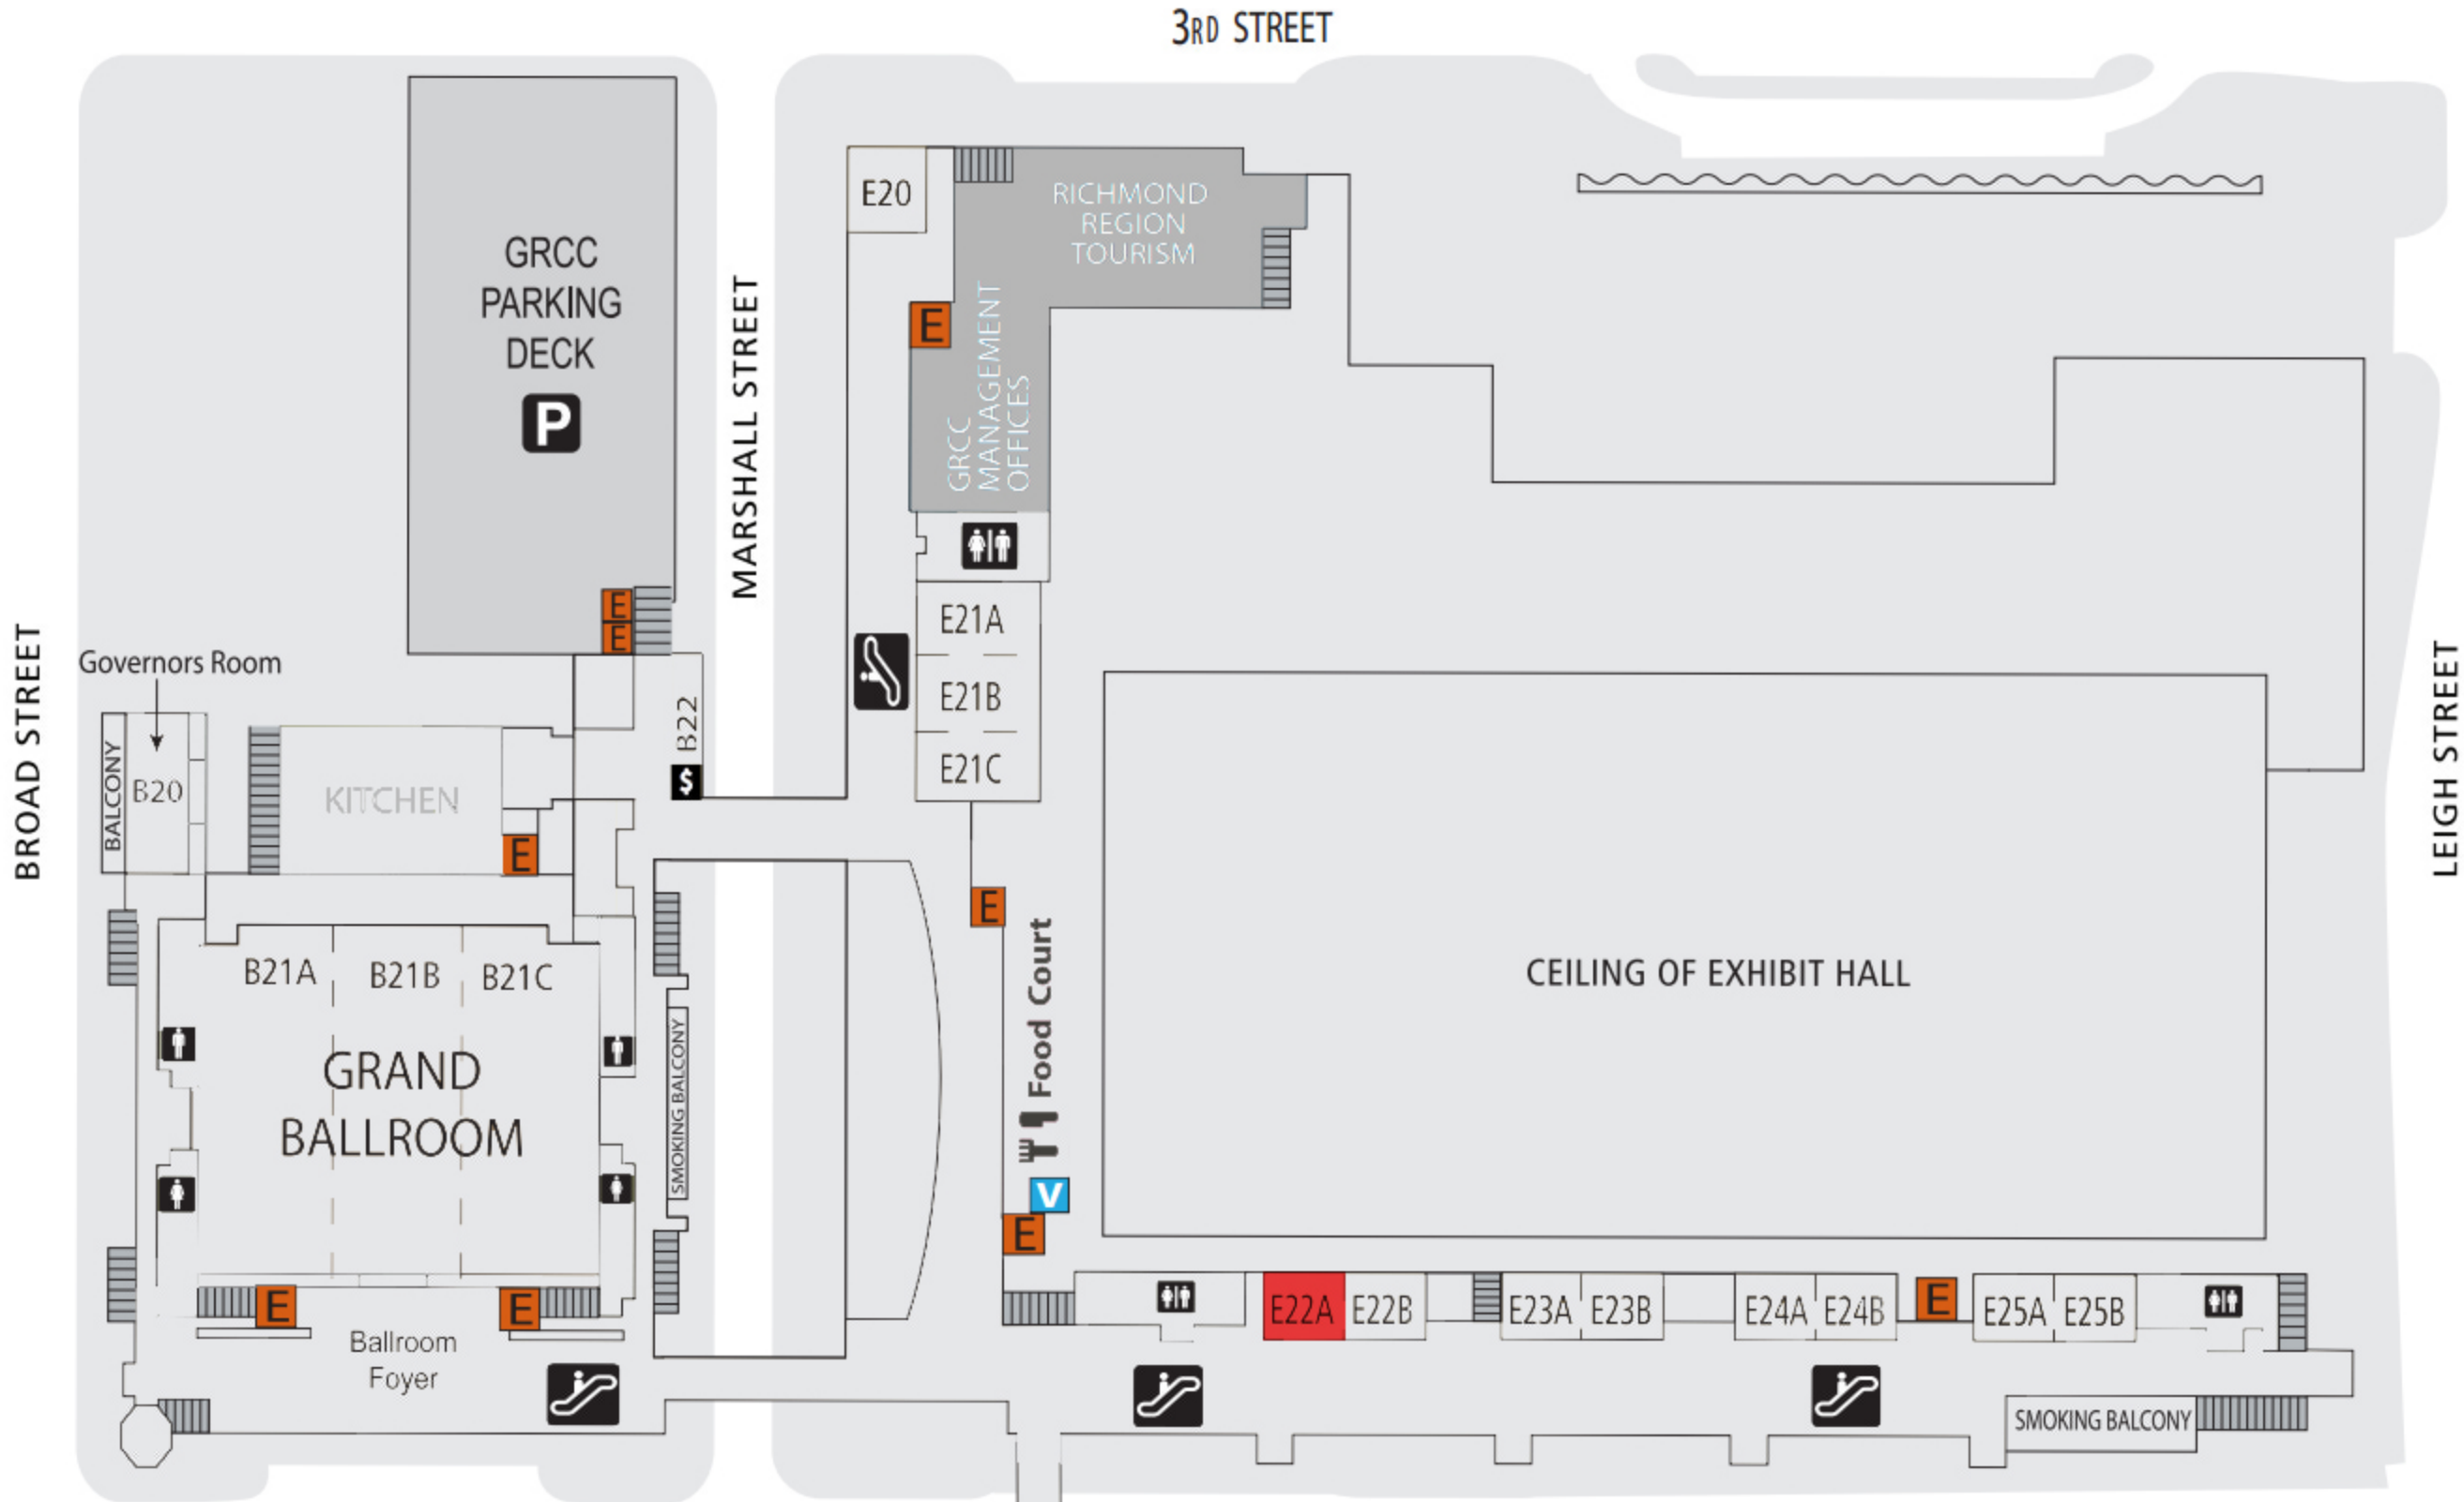 3RD STREET
GRCC
PARKING
DECK
P
E
E
MARSHALL STREET
BROAD STREET
Governors Room
BALCONY
B20
KITCHEN
E
B22
$
B21A
B21B
B21C
GRAND
BALLROOM
SMOKING BALCONY
E
E
Ballroom
Foyer
E20
RICHMOND
REGION
TOURISM
E
GRCC
MANAGEMENT
OFFICES
E21A
E21B
E21C
E
Food Court
V
E
CEILING OF EXHIBIT HALL
LEIGH STREET
E22A
E22B
E23A
E23B
E24A
E24B
E
E25A
E25B
SMOKING BALCONY